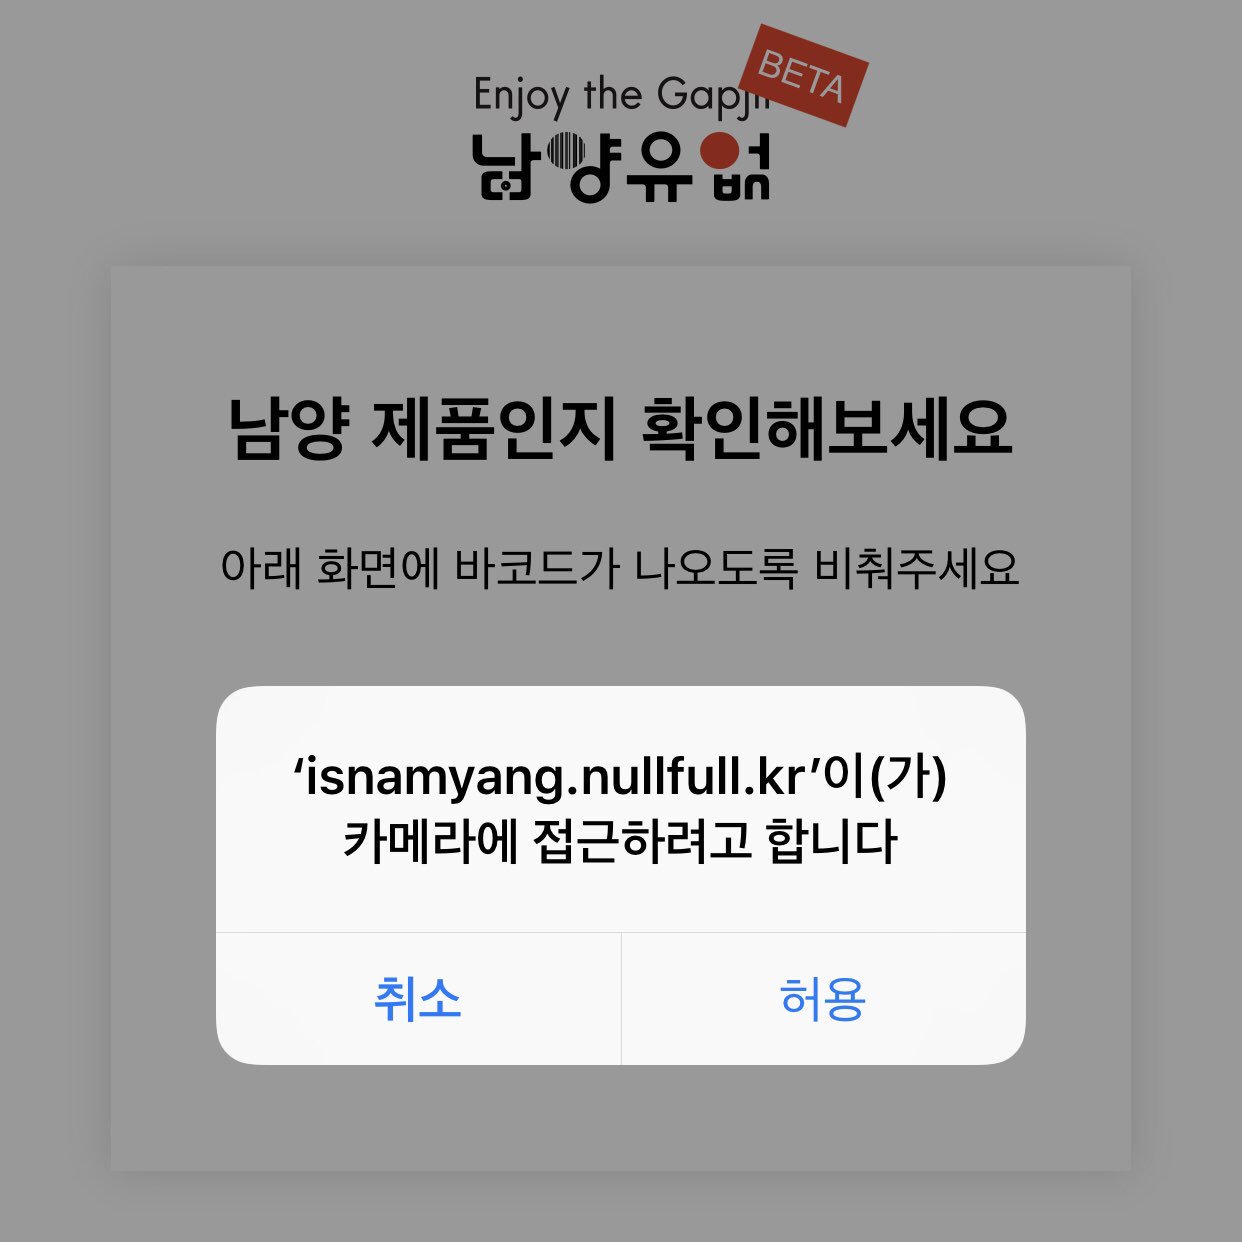 BETA
Enjoy the Gapjil
남양유없
남양 제품인지 확인해보세요
아래 화면에 바코드가 나오도록 비춰주세요
‘isnamyang.nullfull.kr’이(가)
카메라에 접근하려고 합니다
취소
허용